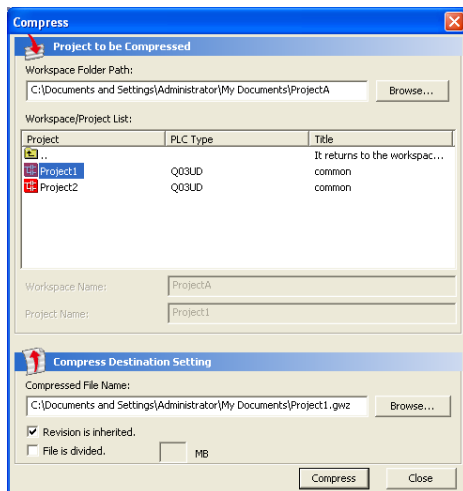 Compress
Project to be Compressed
Workspace Folder Path:
C:\Documents and Settings\Administrator\My Documents\ProjectA Browse...
Workspace/Project List:
Project PLC Type Title
.. It returns to the workspac...
Project1 Q03UD common
Project2 Q03UD common
Workspace Name: ProjectA
Project Name: Project1
Compress Destination Setting
Compressed File Name:
C:\Documents and Settings\Administrator\My Documents\Project1.gwz Browse...
Revision is inherited.
File is divided. MB
Compress Close